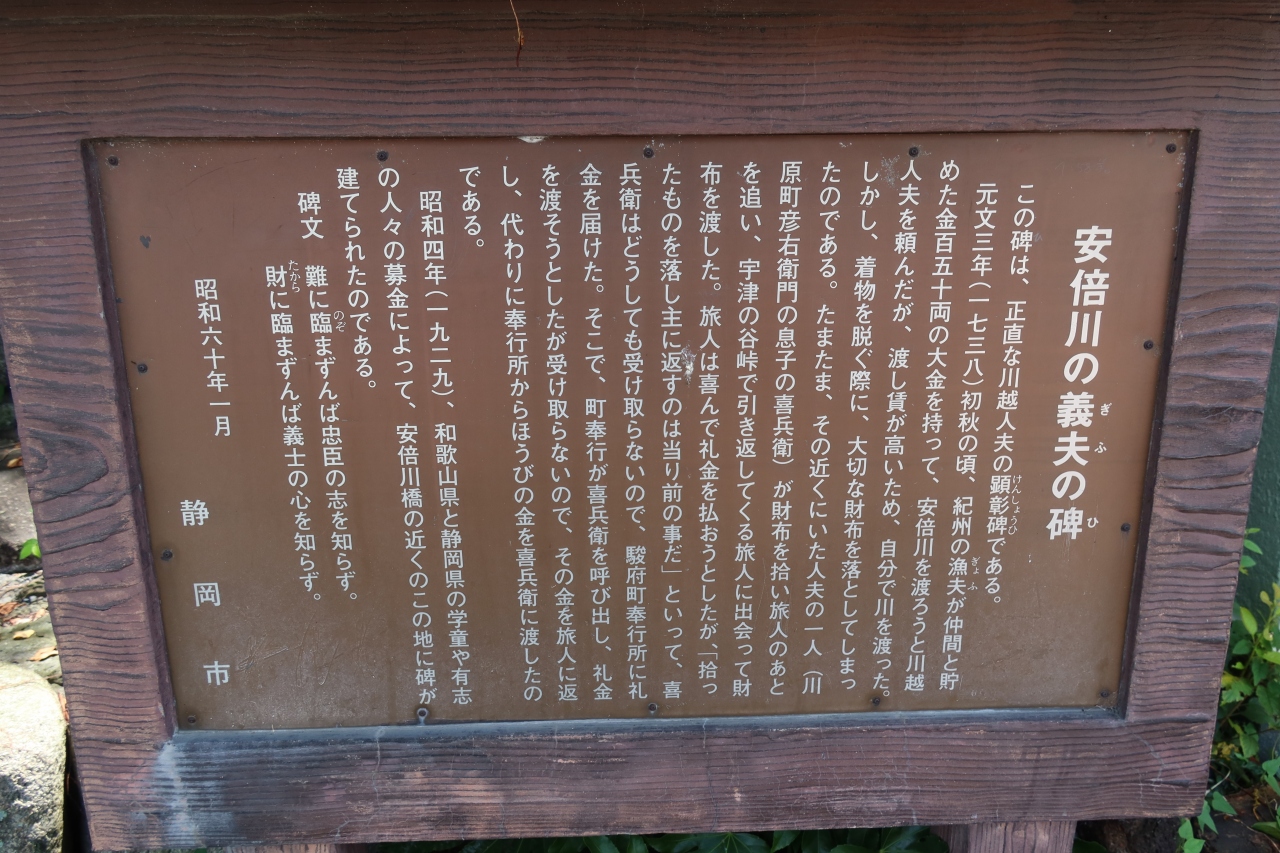 安倍川の義夫の碑
この碑は、正直な川越人夫の顕彰碑である。
元文三年(一七三八)初秋の頃、紀州の漁夫が仲間と貯
めた金百五十両の大金を持って、安倍川を渡ろうと川越
人夫を頼んだが、渡し賃が高いため、自分で川を渡った。
しかし、着物を脱ぐ際に、大切な財布を落としてしまっ
たのである。たまたま、その近くにいた人夫の一人(川
原町彦右衛門の息子の喜兵衛)が財布を拾い旅人のあと
を追い、宇津の谷峠で引き返してくる旅人に出会って財
布を渡した。旅人は喜んで礼金を払おうとしたが、「拾っ
たものを落し主に返すのは当り前の事だ」といって、喜
兵衛はどうしても受け取らないので、駿府町奉行所に礼
金を届けた。そこで、町奉行が喜兵衛を呼び出し、礼金
を渡そうとしたが受け取らないので、その金を旅人に返
し、代わりに奉行所からほうびの金を喜兵衛に渡したの
である。
昭和四年(一九二九)、和歌山県と静岡県の学童や有志
の人々の募金によって、安倍川橋の近くのこの地に碑が
建てられたのである。
碑文 難に臨まずんば忠臣の志を知らず。
財に臨まずんば義士の心を知らず。
昭和六十年一月
静岡市